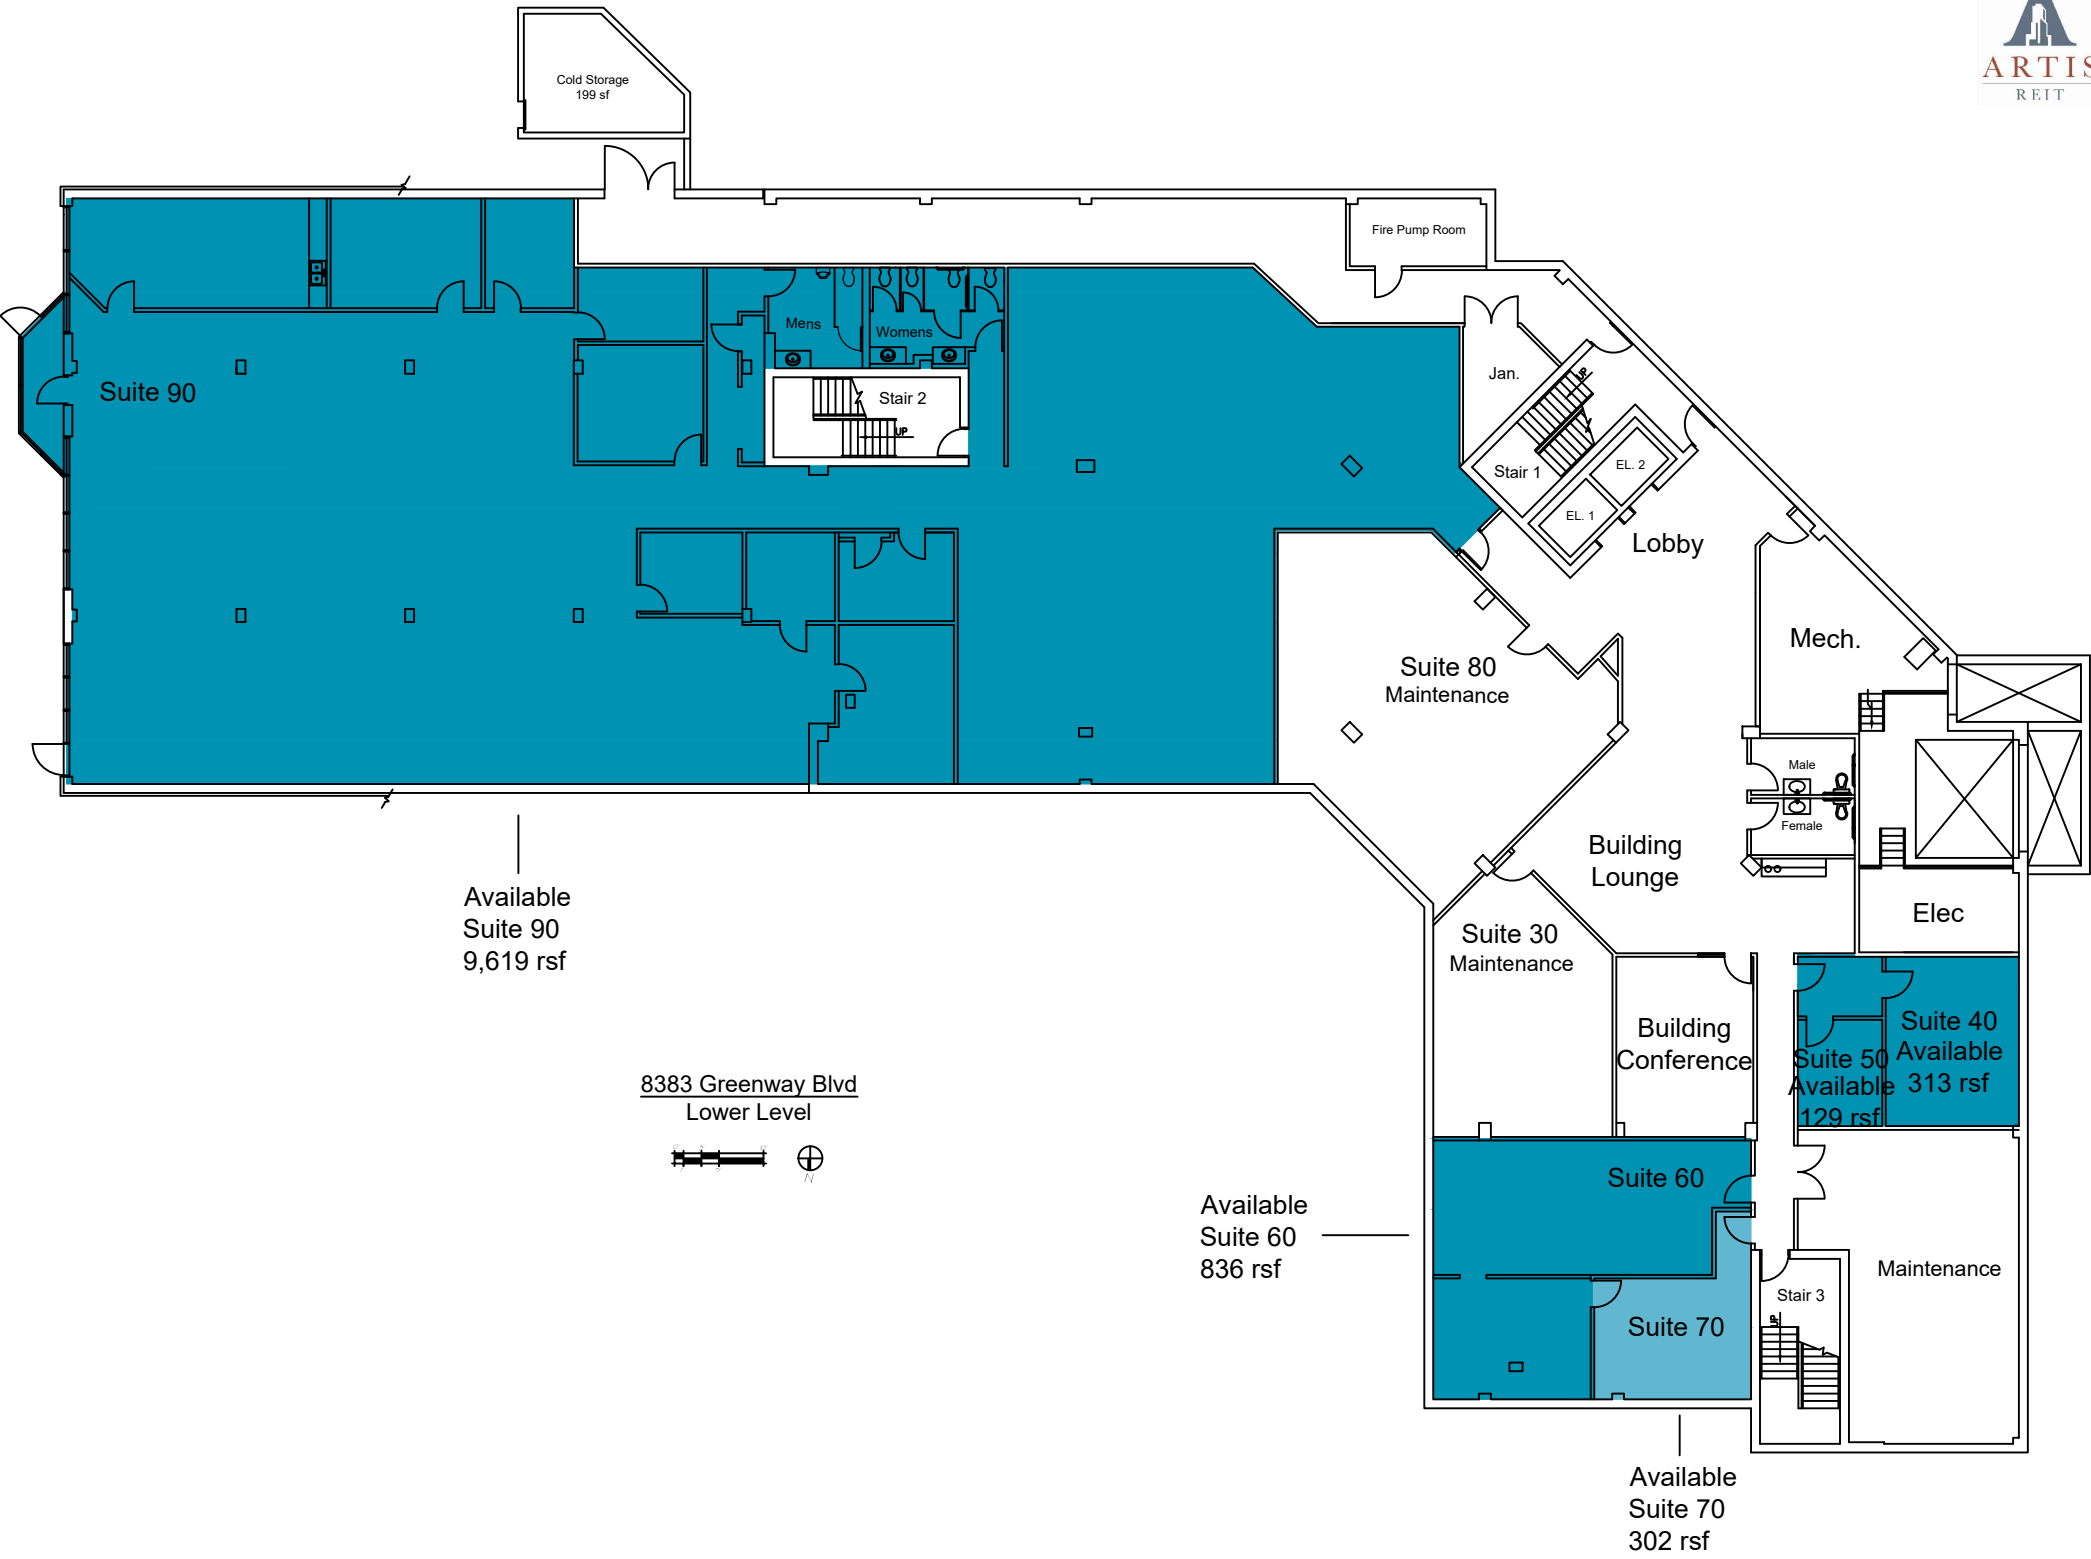 ARTIS
REIT
Cold Storage
199 sf
Fire Pump Room
Mens
Womens
Suite 90
Stair 2
UP
Jan.
UP
Stair 1
EL. 2
EL. 1
Lobby
Mech.
Suite 80
Maintenance
Male
Female
Building
Lounge
Elec
Available
Suite 90
9,619 rsf
Suite 30
Maintenance
Building
Conference
Suite 40
Available
313 rsf
Suite 50
Available
129 rsf
8383 Greenway Blvd
Lower Level
N
Suite 60
Available
Suite 60
836 rsf
Maintenance
Stair 3
UP
Suite 70
Available
Suite 70
302 rsf